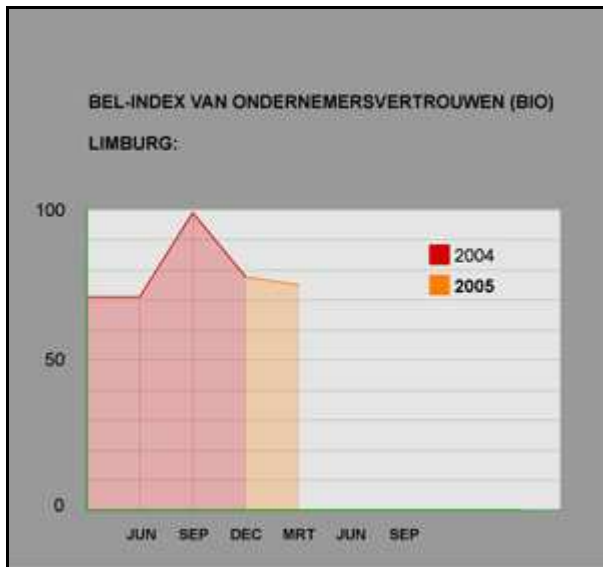 BEL-INDEX VAN ONDERNEMERSVERTROUWEN (BIO)
LIMBURG:
100
2004
2005
50
0
JUN SEP DEC MRT JUN SEP